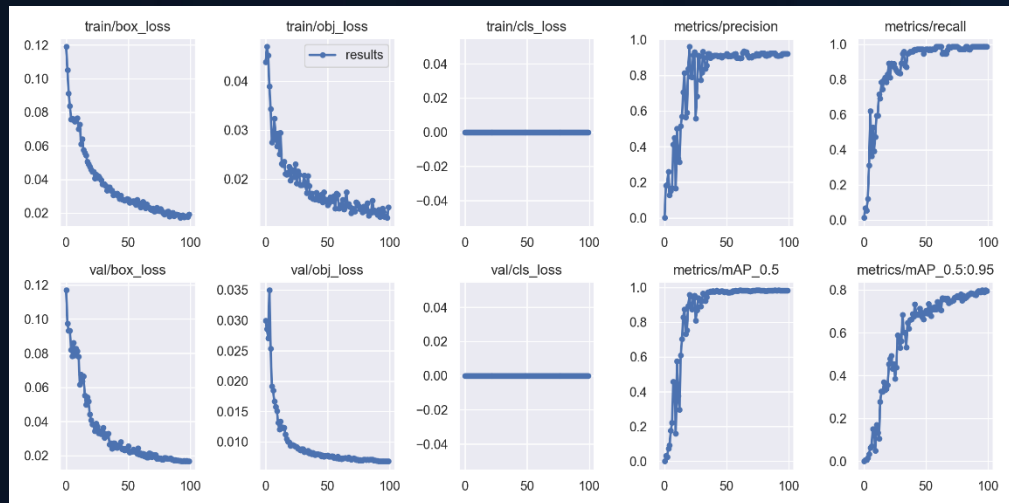 train/box_loss train/obj_loss train/cls_loss metrics/precision metrics/recall
0.12 0.10 0.08 0.06 0.04 0.02
0 50 100
results
0.04 0.03 0.02
0 50 100
0.04 0.02 0.00 −0.02 −0.04
0 50 100
1.0 0.8 0.6 0.4 0.2 0.0
0 50 100
1.0 0.8 0.6 0.4 0.2 0.0
0 50 100
val/box_loss val/obj_loss val/cls_loss metrics/mAP_0.5 metrics/mAP_0.5:0.95
0.12 0.10 0.08 0.06 0.04 0.02
0 50 100
0.035 0.030 0.025 0.020 0.015 0.010
0 50 100
0.04 0.02 0.00 −0.02 −0.04
0 50 100
1.0 0.8 0.6 0.4 0.2 0.0
0 50 100
0.8 0.6 0.4 0.2 0.0
0 50 100